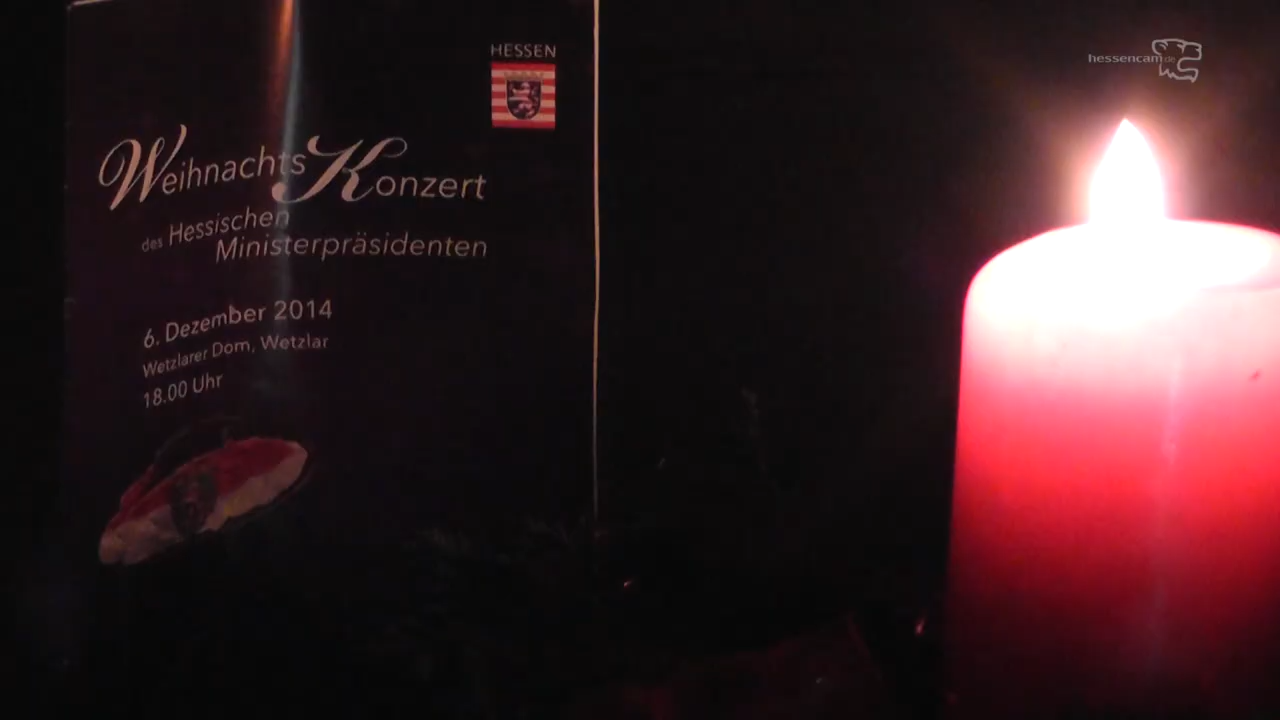 HESSEN
hessencam.de
WeihnachtsKonzert
des Hessischen
Ministerpräsidenten
6. Dezember 2014
Wetzlarer Dom, Wetzlar
18.00 Uhr